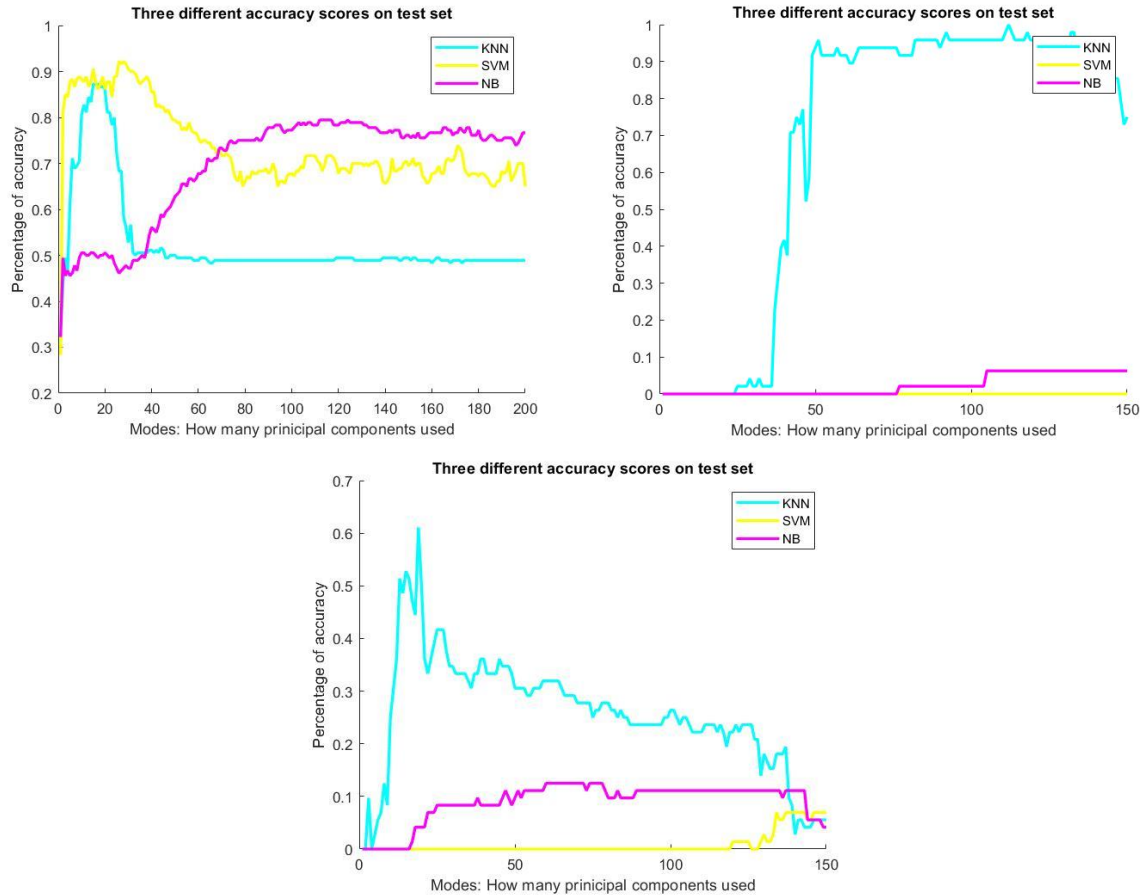 Three different accuracy scores on test set
1
0.9
0.8
0.7
0.6
0.5
0.4
0.3
0.2
Percentage of accuracy
KNN
SVM
NB
0 20 40 60 80 100 120 140 160 180 200
Modes: How many prinicipal components used
Three different accuracy scores on test set
1
0.9
0.8
0.7
0.6
0.5
0.4
0.3
0.2
0.1
0
Percentage of accuracy
KNN
SVM
NB
0 50 100 150
Modes: How many prinicipal components used
Three different accuracy scores on test set
0.7
0.6
0.5
0.4
0.3
0.2
0.1
0
Percentage of accuracy
KNN
SVM
NB
0 50 100 150
Modes: How many prinicipal components used